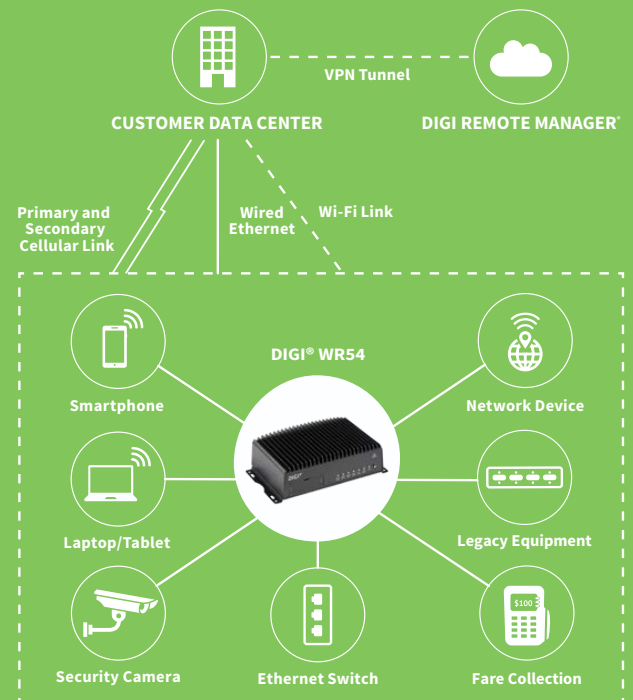 VPN Tunnel
CUSTOMER DATA CENTER
DIGI REMOTE MANAGER®
Primary and
Secondary
Cellular Link
Wired
Ethernet
Wi-Fi Link
DIGI® WR54
Smartphone
Network Device
DIGI®
Laptop/Tablet
Legacy Equipment
$100
Security Camera
Ethernet Switch
Fare Collection